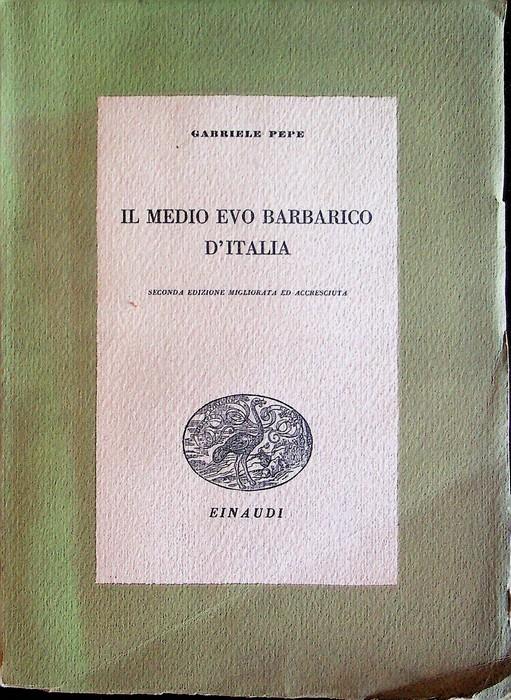 GABRIELE PEPE
IL MEDIO EVO BARBARICO
D'ITALIA
SECONDA EDIZIONE MIGLIORATA ED ACCRESCIUTA
EINAUDI